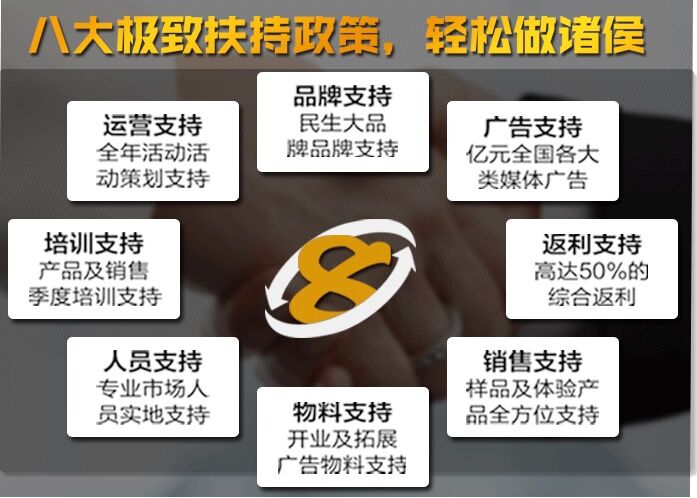 八大极致扶持政策，轻松做诸侯
品牌支持
民生大品
牌品牌支持
运营支持
全年活动活
动策划支持
广告支持
亿元全国各大
类媒体广告
培训支持
产品及销售
季度培训支持
8
返利支持
高达50%的
综合返利
人员支持
专业市场人
员实地支持
销售支持
样品及体验产
品全方位支持
物料支持
开业及拓展
广告物料支持